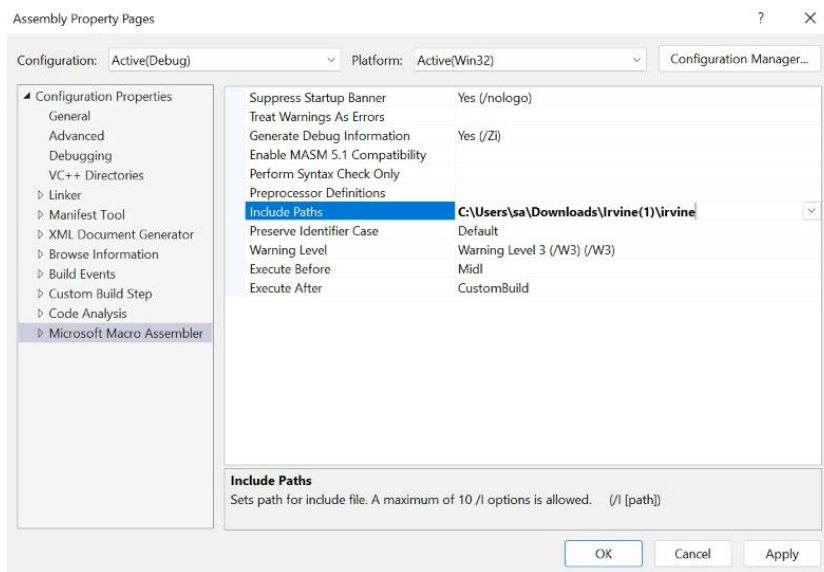 Assembly Property Pages ? ×
Configuration: Active(Debug) Platform: Active(Win32) Configuration Manager...
Configuration Properties
General
Advanced
Debugging
VC++ Directories
Linker
Manifest Tool
XML Document Generator
Browse Information
Build Events
Custom Build Step
Code Analysis
Microsoft Macro Assembler
Suppress Startup Banner Yes (/nologo)
Treat Warnings As Errors
Generate Debug Information Yes (/Zi)
Enable MASM 5.1 Compatibility
Perform Syntax Check Only
Preprocessor Definitions
Include Paths C:\Users\sa\Downloads\Irvine(1)\irvine
Preserve Identifier Case Default
Warning Level Warning Level 3 (/W3) (/W3)
Execute Before Midl
Execute After CustomBuild
Include Paths
Sets path for include file. A maximum of 10 /I options is allowed. (/I [path])
OK Cancel Apply